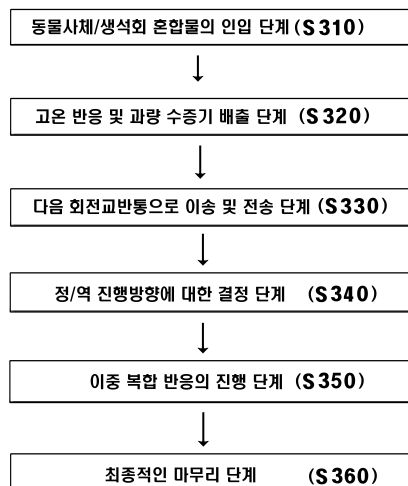 동물사체/생석회 혼합물의 인입 단계 (S310)
고온 반응 및 과량 수증기 배출 단계 (S320)
다음 회전교반통으로 이송 및 전송 단계 (S330)
정/역 진행방향에 대한 결정 단계 (S340)
이중 복합 반응의 진행 단계 (S350)
최종적인 마무리 단계 (S360)